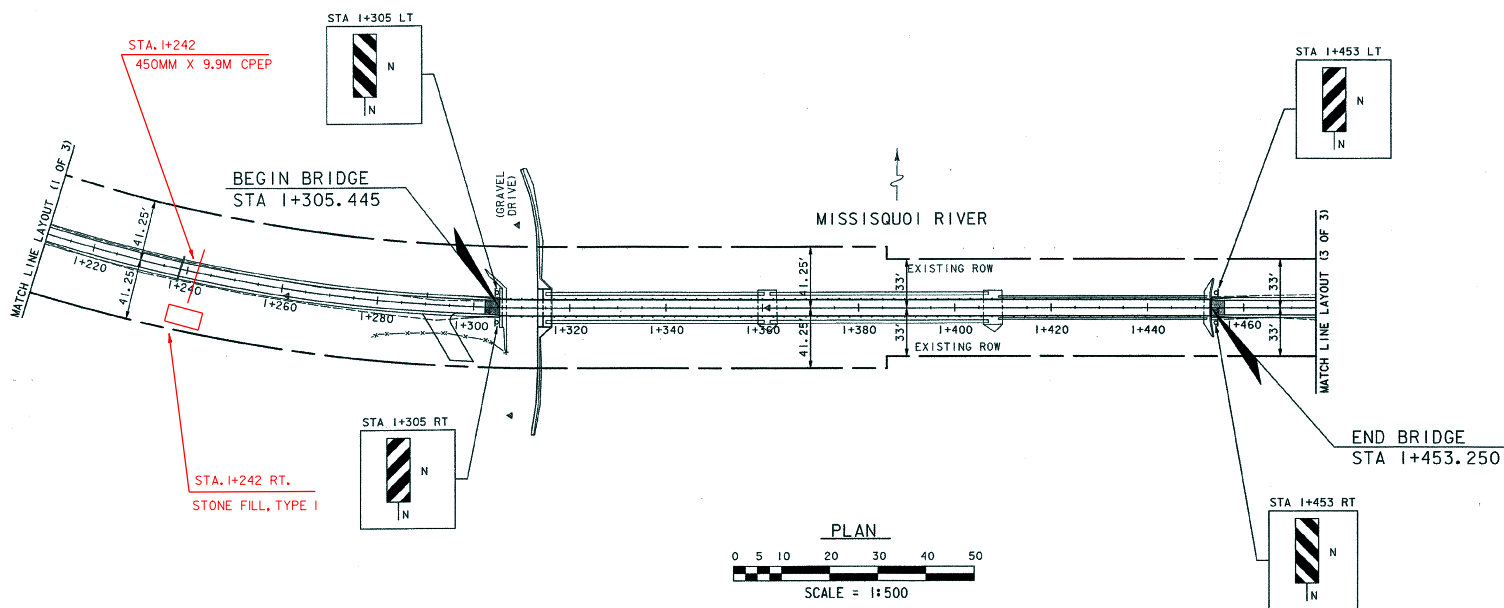 STA 1+305 LT
N
N
STA.1+242
450MM X 9.9M CPEP
STA 1+453 LT
N
N
MATCH LINE LAYOUT (1 OF 3)
BEGIN BRIDGE
STA 1+305.445
(GRAVEL
DRIVE)
MISSISQUOI RIVER
MATCH LINE LAYOUT (3 OF 3)
41.25'
41.25'
41.25'
41.25'
EXISTING ROW
33'
33'
33'
33'
EXISTING ROW
1+220
1+240
1+260
1+280
1+300
1+320
1+340
1+360
1+380
1+400
1+420
1+440
1+460
STA 1+305 RT
N
N
END BRIDGE
STA 1+453.250
STA.1+242 RT.
STONE FILL, TYPE I
STA 1+453 RT
N
N
PLAN
0 5 10 20 30 40 50
SCALE = 1:500